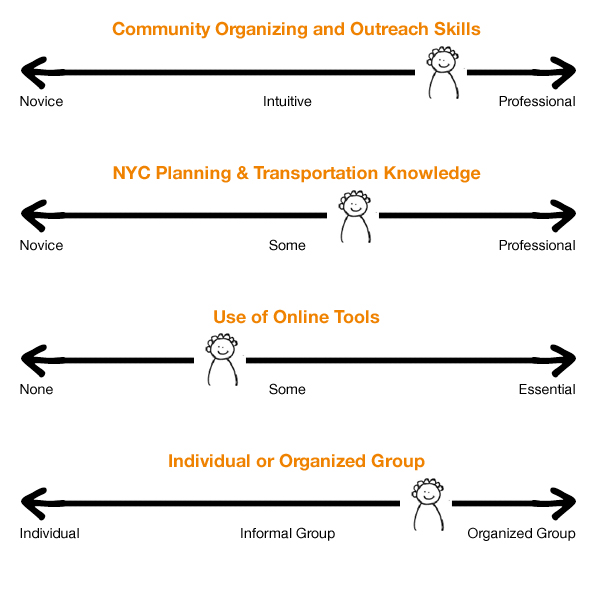 Community Organizing and Outreach Skills
Novice Intuitive Professional
NYC Planning & Transportation Knowledge
Novice Some Professional
Use of Online Tools
None Some Essential
Individual or Organized Group
Individual Informal Group Organized Group